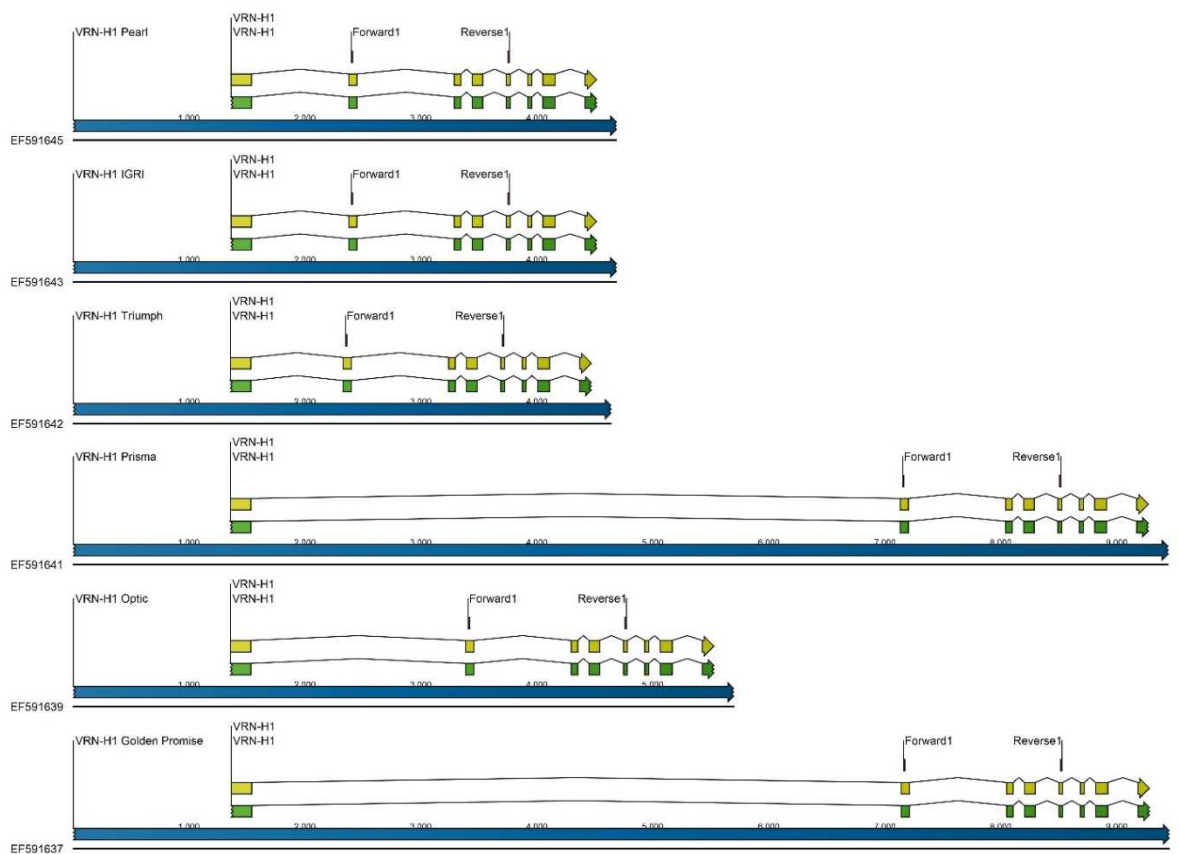 VRN-H1
VRN-H1 Pearl VRN-H1 Forward1 Reverse1
1,000 2,000 3,000 4,000
EF591645
VRN-H1
VRN-H1 IGRI VRN-H1 Forward1 Reverse1
1,000 2,000 3,000 4,000
EF591643
VRN-H1
VRN-H1 Triumph VRN-H1 Forward1 Reverse1
1,000 2,000 3,000 4,000
EF591642
VRN-H1
VRN-H1 Prisma VRN-H1 Forward1 Reverse1
1,000 2,000 3,000 4,000 5,000 6,000 7,000 8,000 9,000
EF591641
VRN-H1
VRN-H1 Optic VRN-H1 Forward1 Reverse1
1,000 2,000 3,000 4,000 5,000
EF591639
VRN-H1
VRN-H1 Golden Promise VRN-H1 Forward1 Reverse1
1,000 2,000 3,000 4,000 5,000 6,000 7,000 8,000 9,000
EF591637